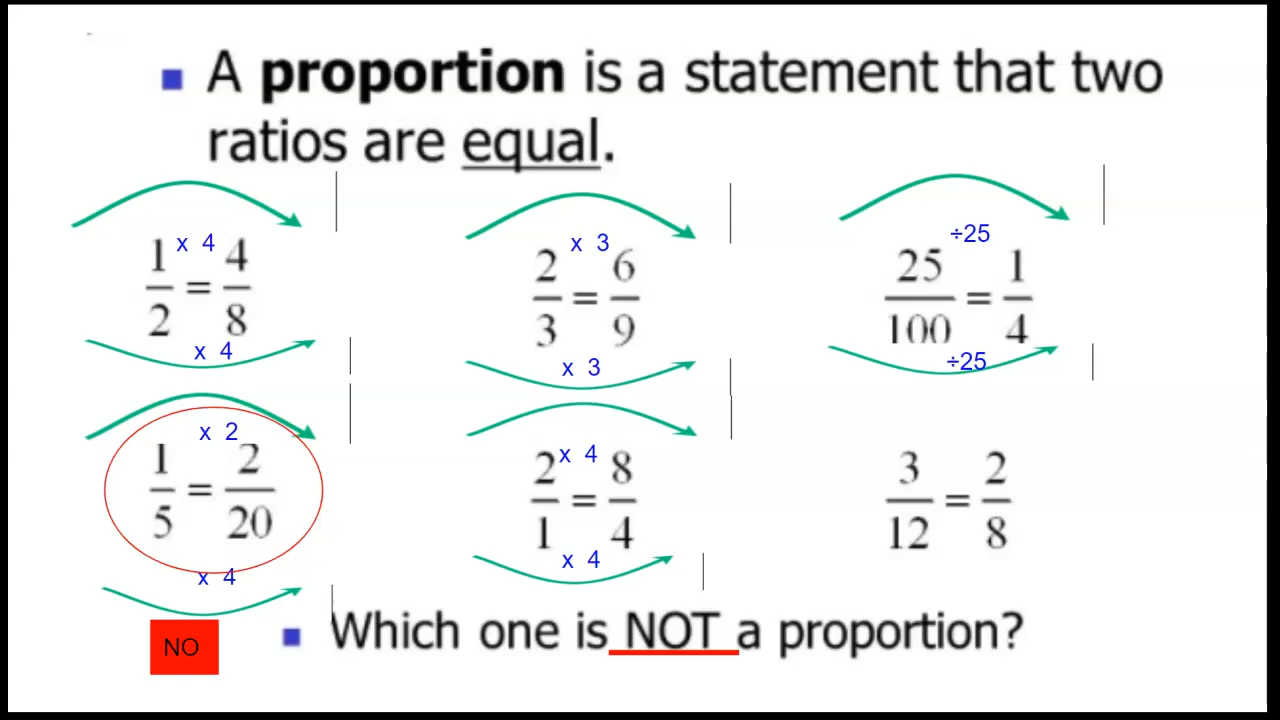 ■ A proportion is a statement that two
ratios are equal.
x 4
1/2 = 4/8
x 4
x 3
2/3 = 6/9
x 3
÷25
25/100 = 1/4
÷25
x 2
1/5 = 2/20
x 4
x 4
2/1 = 8/4
x 4
3/12 = 2/8
NO
■ Which one is NOT a proportion?